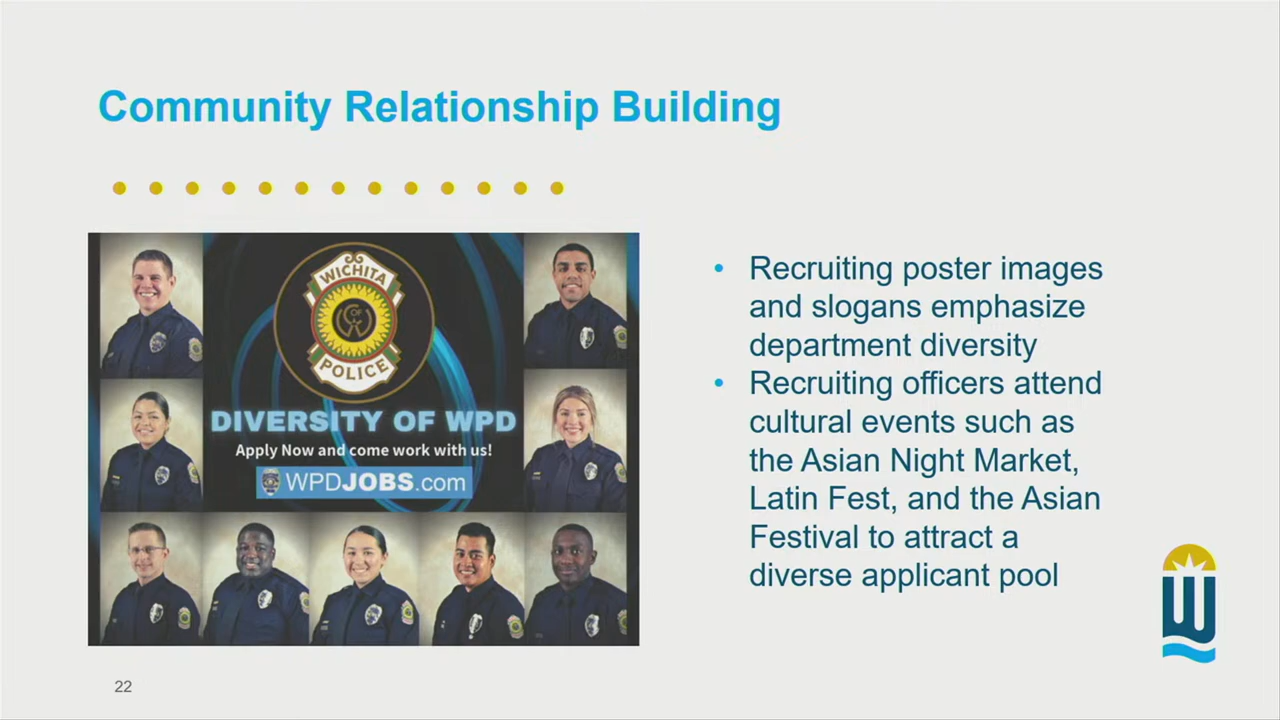 Community Relationship Building
WICHITA
POLICE
DIVERSITY OF WPD
Apply Now and come work with us!
WPDJOBS.com
• Recruiting poster images
and slogans emphasize
department diversity
• Recruiting officers attend
cultural events such as
the Asian Night Market,
Latin Fest, and the Asian
Festival to attract a
diverse applicant pool
W
22